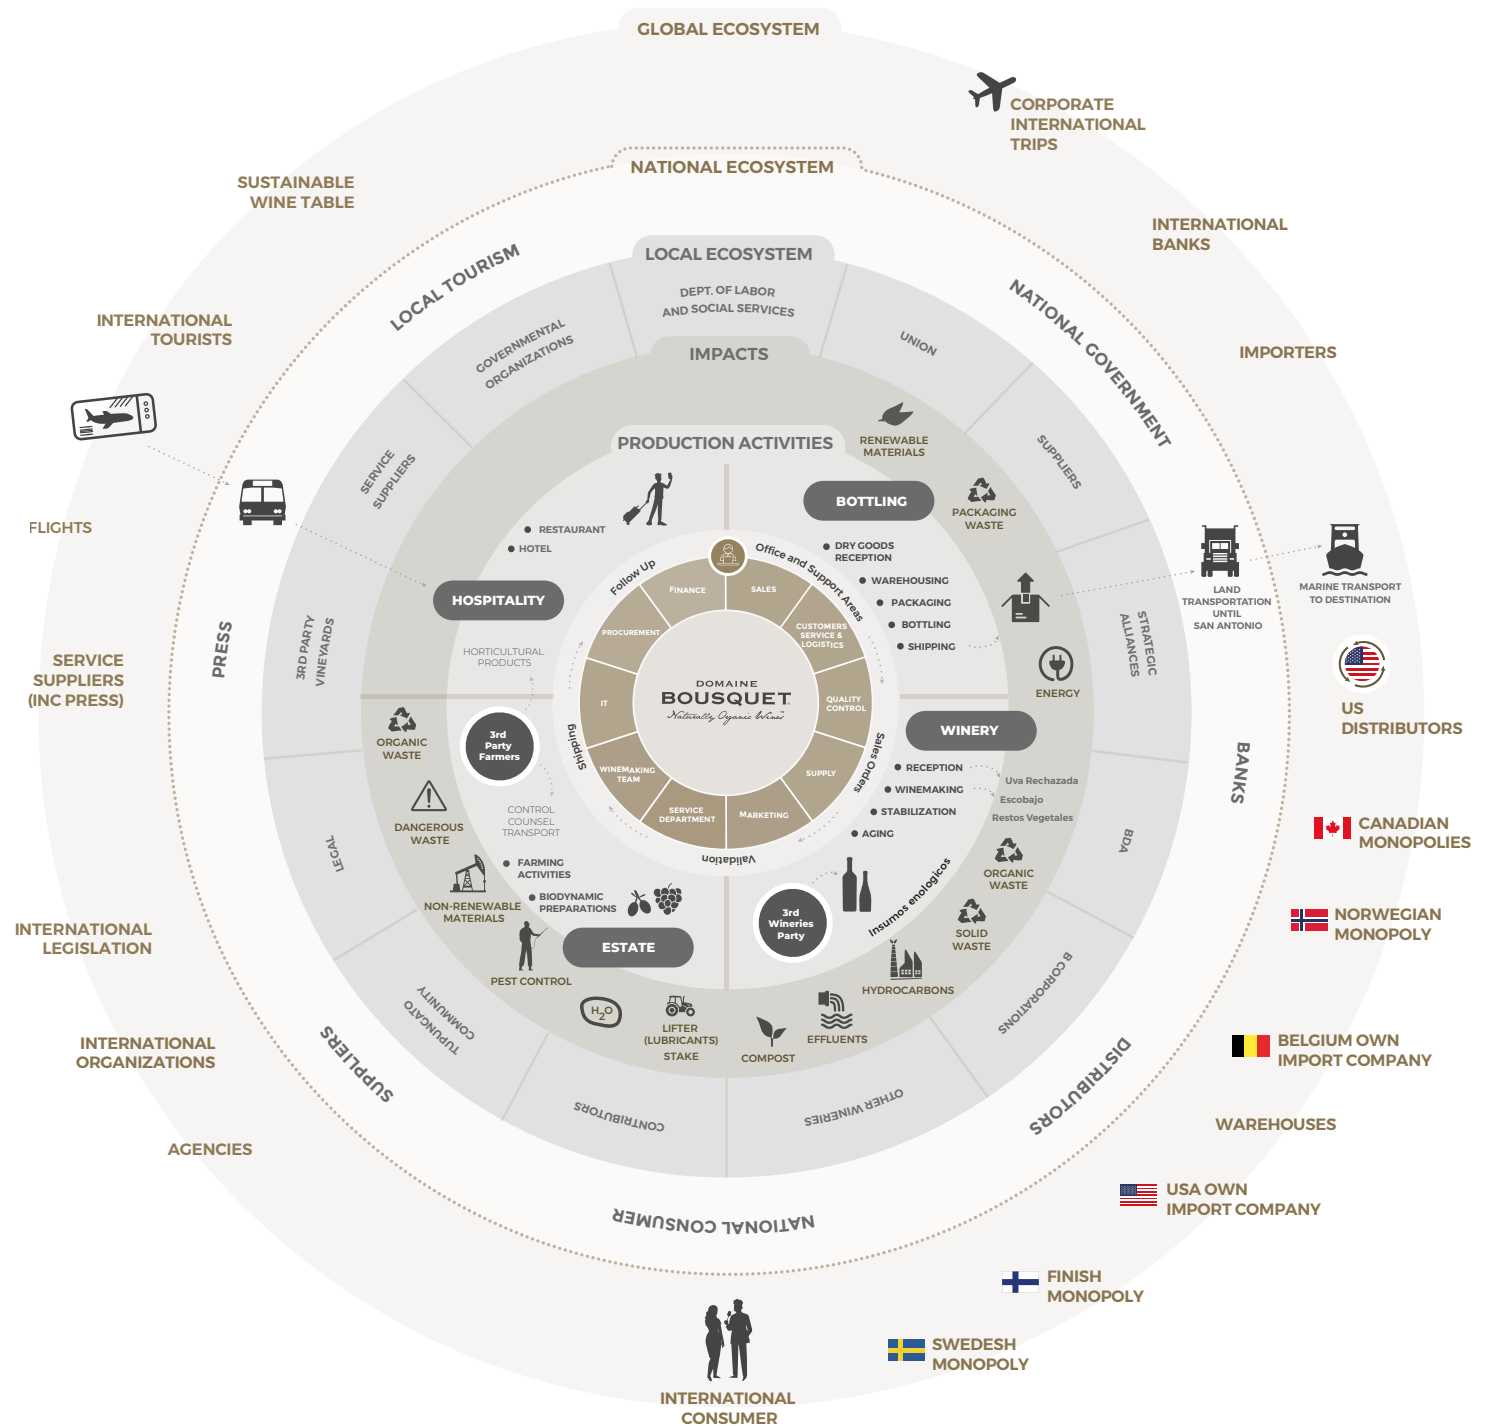 GLOBAL ECOSYSTEM
CORPORATE
INTERNATIONAL
TRIPS
NATIONAL ECOSYSTEM
SUSTAINABLE
WINE TABLE
INTERNATIONAL
BANKS
LOCAL TOURISM
LOCAL ECOSYSTEM
NATIONAL GOVERNMENT
DEPT. OF LABOR
AND SOCIAL SERVICES
INTERNATIONAL
TOURISTS
GOVERNMENTAL
ORGANIZATIONS
UNION
IMPORTERS
IMPACTS
RENEWABLE
MATERIALS
PRODUCTION ACTIVITIES
SERVICE
SUPPLIERS
SUPPLIERS
BOTTLING
PACKAGING
WASTE
FLIGHTS
RESTAURANT
HOTEL
Follow Up
Office and Support Areas
DRY GOODS
RECEPTION
WAREHOUSING
PACKAGING
BOTTLING
SHIPPING
LAND
TRANSPORTATION
UNTIL
SAN ANTONIO
MARINE TRANSPORT
TO DESTINATION
HOSPITALITY
FINANCE
SALES
PROCUREMENT
CUSTOMERS
SERVICE &
LOGISTICS
PRESS
3RD PARTY
VINEYARDS
HORTICULTURAL
PRODUCTS
STRATEGIC
ALLIANCES
SERVICE
SUPPLIERS
(INC PRESS)
ENERGY
DOMAINE
BOUSQUET
Naturally Organic Wines™
IT
QUALITY
CONTROL
US
DISTRIBUTORS
WINERY
3rd
Party
Farmers
ORGANIC
WASTE
Shipping
Sales Orders
WINEMAKING
TEAM
SUPPLY
RECEPTION
WINEMAKING
STABILIZATION
AGING
Uva Rechazada
Escobajo
Restos Vegetales
BANKS
SERVICE
DEPARTMENT
MARKETING
CONTROL
COUNSEL
TRANSPORT
DANGEROUS
WASTE
CANADIAN
MONOPOLIES
LEGAL
Validation
BDA
FARMING
ACTIVITIES
BIODYNAMIC
PREPARATIONS
ORGANIC
WASTE
NON-RENEWABLE
MATERIALS
3rd
Wineries
Party
Insumos enologicos
NORWEGIAN
MONOPOLY
SOLID
WASTE
INTERNATIONAL
LEGISLATION
ESTATE
PEST CONTROL
HYDROCARBONS
B CORPORATIONS
H2O
TUPUNGATO
COMMUNITY
LIFTER
(LUBRICANTS)
STAKE
COMPOST
EFFLUENTS
INTERNATIONAL
ORGANIZATIONS
BELGIUM OWN
IMPORT COMPANY
SUPPLIERS
DISTRIBUTORS
CONTRIBUTORS
OTHER WINERIES
WAREHOUSES
AGENCIES
USA OWN
IMPORT COMPANY
NATIONAL CONSUMER
FINISH
MONOPOLY
SWEDESH
MONOPOLY
INTERNATIONAL
CONSUMER